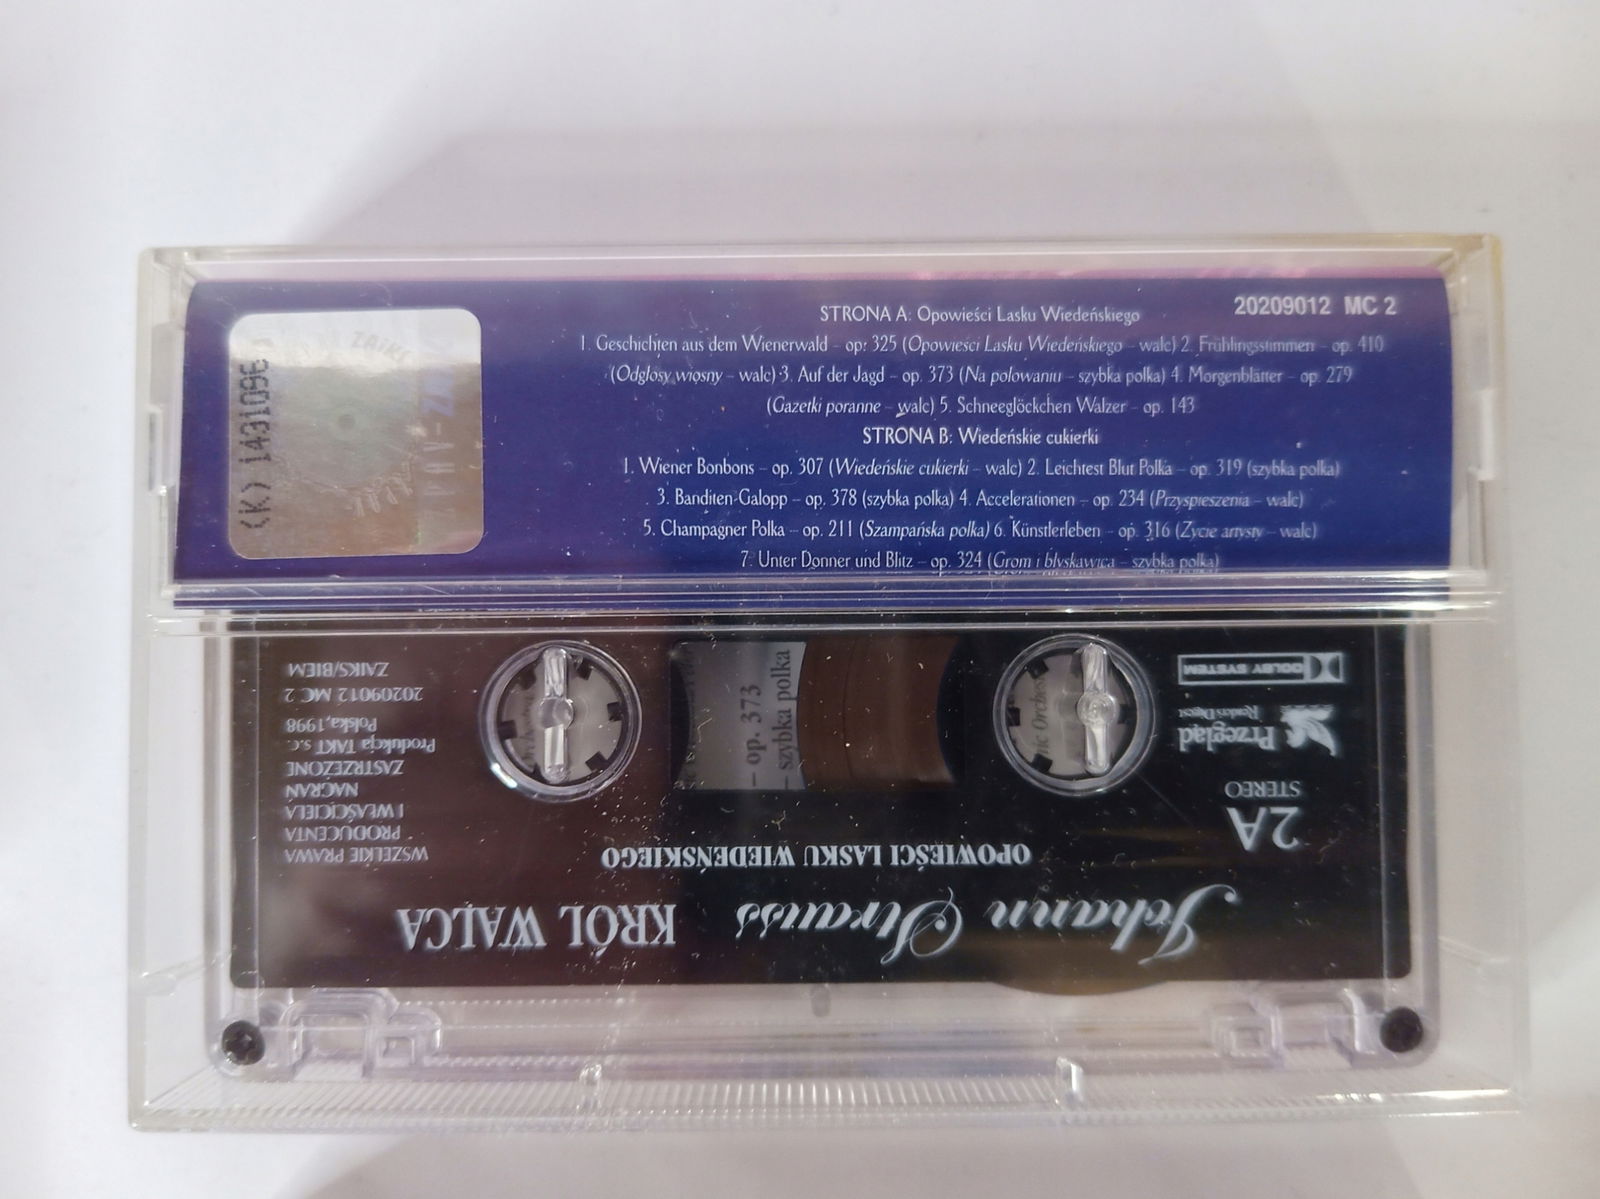 20209012 MC 2
STRONA A: Opowieści Lasku Wiedeńskiego
1. Geschichten aus dem Wienerwald – op. 325 (Opowieści Lasku Wiedeńskiego – walc) 2. Frühlingsstimmen – op. 410
(Odgłosy wiosny – walc) 3. Auf der Jagd – op. 373 (Na polowaniu – szybka polka) 4. Morgenblätter – op. 279
(Gazetki poranne – walc) 5. Schneeglöckchen Walzer – op. 143
STRONA B: Wiedeńskie cukierki
1. Wiener Bonbons – op. 307 (Wiedeńskie cukierki – walc) 2. Leichtest Blut Polka – op. 319 (szybka polka)
3. Banditen-Galopp – op. 378 (szybka polka) 4. Accelerationen – op. 234 (Przyspieszenia – walc)
5. Champagner Polka – op. 211 (Szampańska polka) 6. Künstlerleben – op. 316 (Życie artysty – walc)
7. Unter Donner und Blitz – op. 324 (Grom i błyskawica – szybka polka)
ZAiKS
(K) 1431096
Johann Strauss KRÓL WALCA
OPOWIEŚCI LASKU WIEDEŃSKIEGO
2A
STEREO
Przegląd
Reader's Digest
DOLBY SYSTEM
WSZELKIE PRAWA
PRODUCENTA
I WŁAŚCICIELA
NAGRAŃ
ZASTRZEŻONE
Produkcja TAKT s.c.
Polska, 1998
20209012 MC 2
ZAIKS/BIEM
– op. 373
– szybka polka